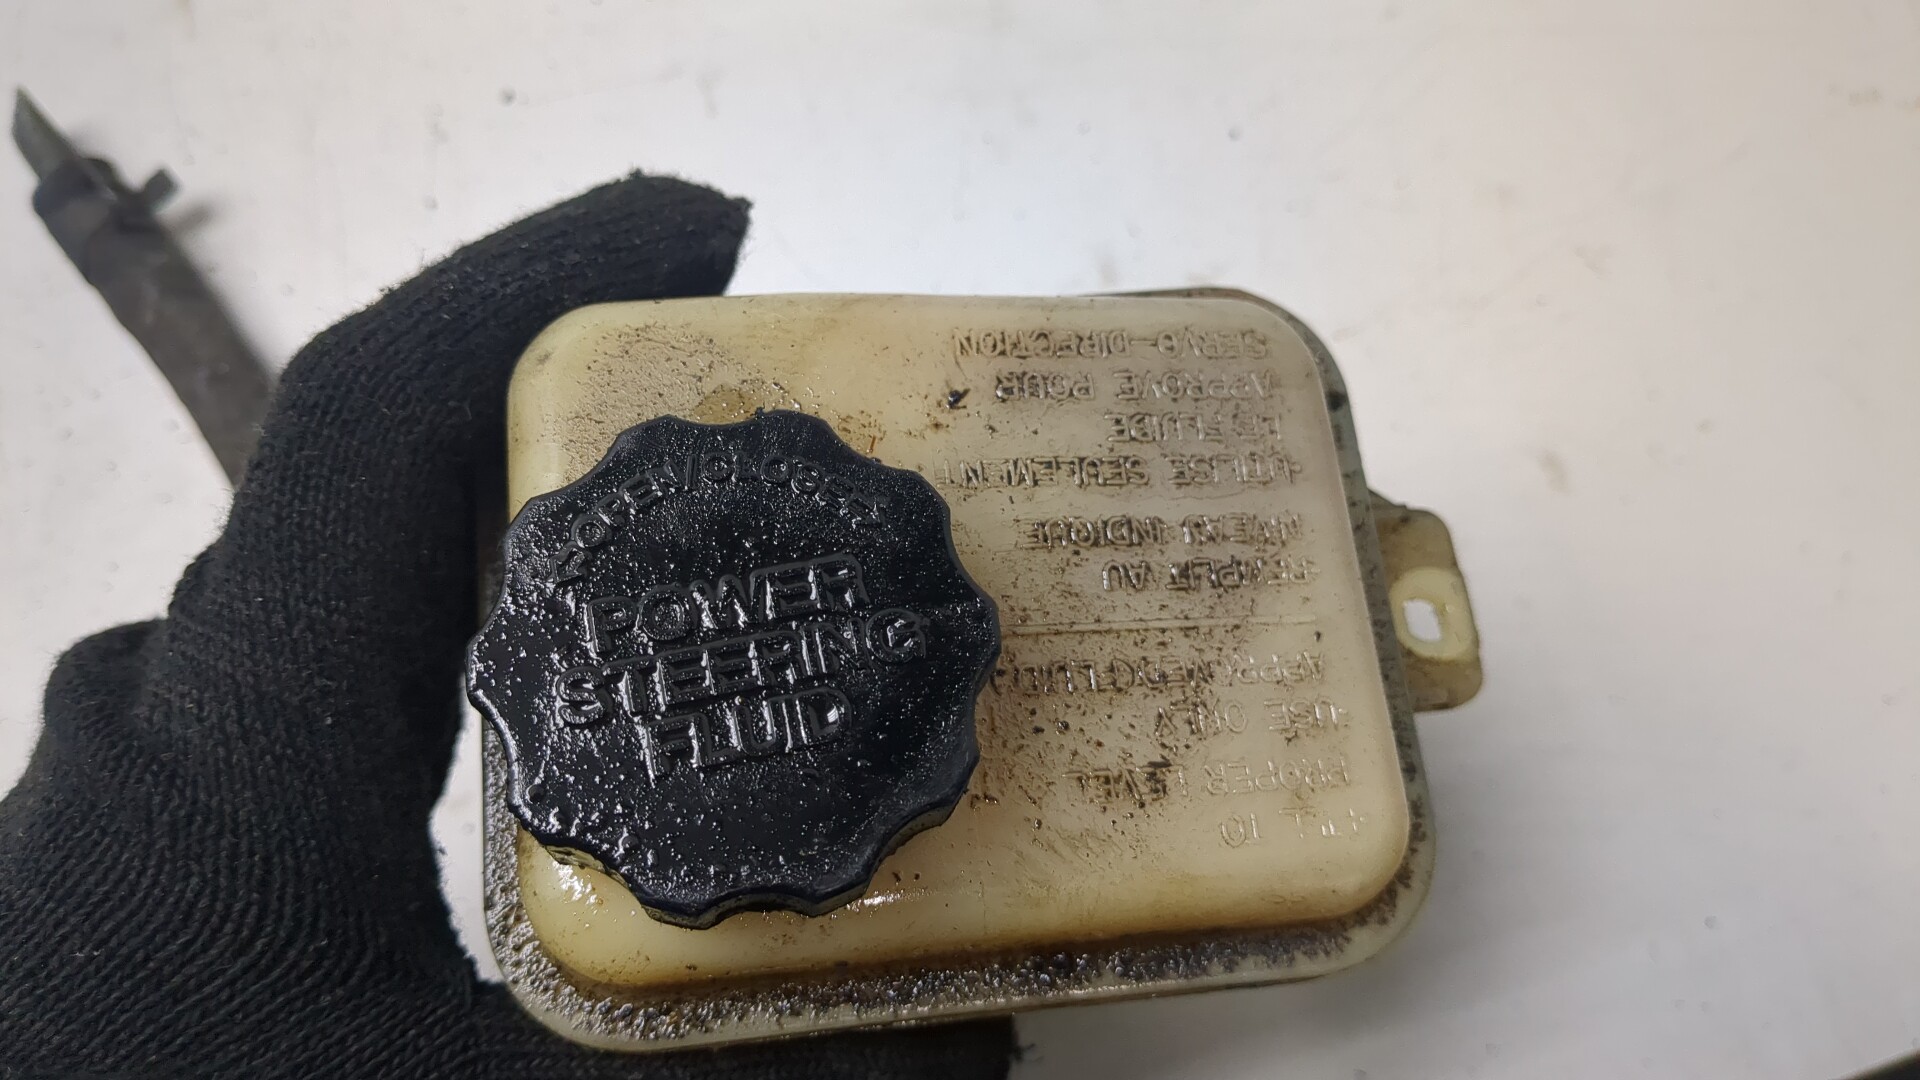 OPEN/CLOSE
POWER
STEERING
FLUID
FILL TO
PROPER LEVEL
USE ONLY
APPROVED FLUID
REMPLIT AU
NIVEAU INDIQUE
UTILISE SEULEMENT
LE FLUIDE
APPROVE POUR
SERVO-DIRECTION